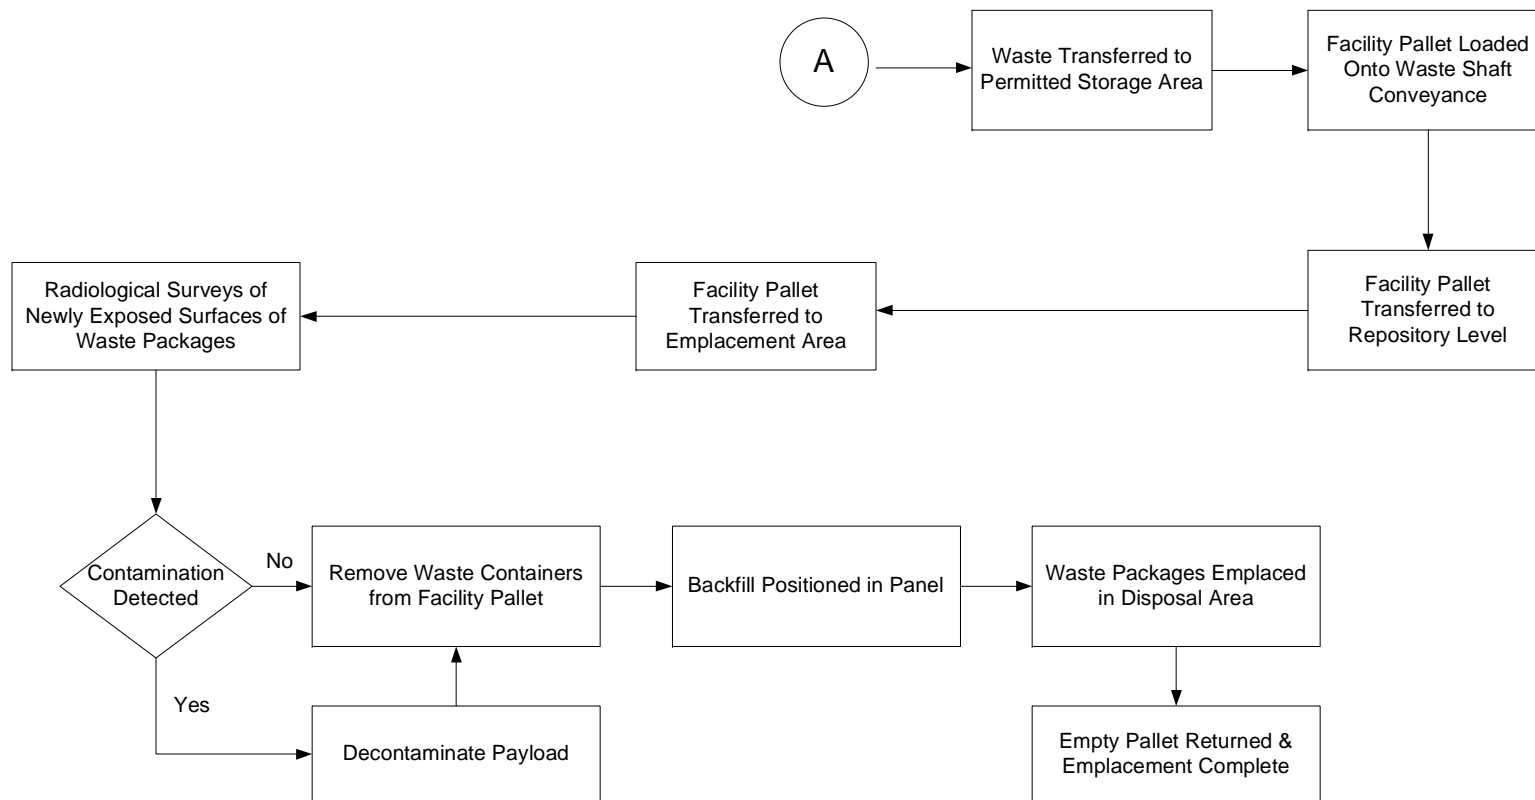 A
Waste Transferred to
Permitted Storage Area
Facility Pallet Loaded
Onto Waste Shaft
Conveyance
Radiological Surveys of
Newly Exposed Surfaces of
Waste Packages
Facility Pallet
Transferred to
Emplacement Area
Facility Pallet
Transferred to
Repository Level
Contamination
Detected
No
Remove Waste Containers
from Facility Pallet
Backfill Positioned in Panel
Waste Packages Emplaced
in Disposal Area
Yes
Decontaminate Payload
Empty Pallet Returned &
Emplacement Complete